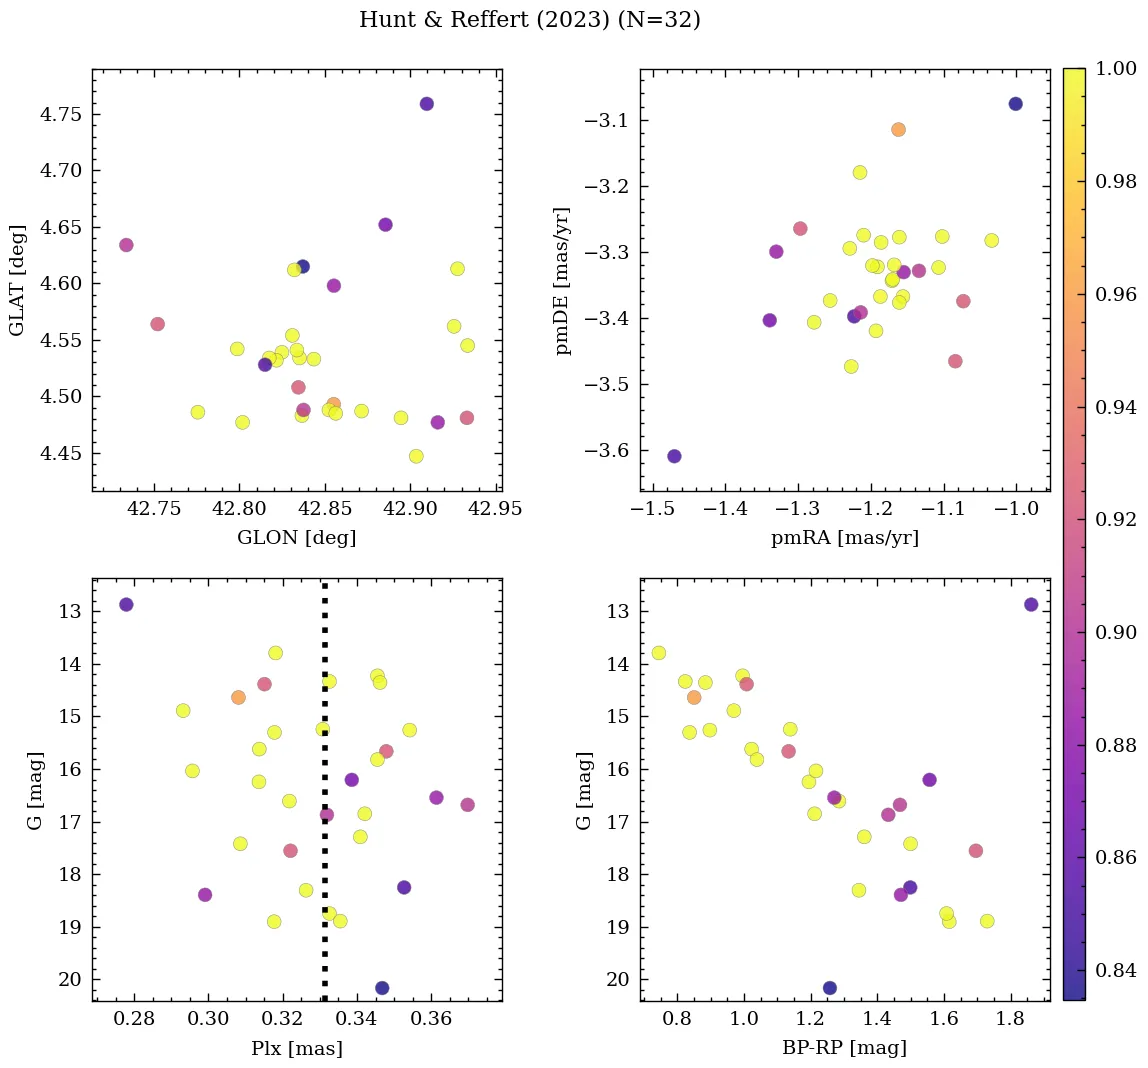 Hunt & Reffert (2023) (N=32)
4.75
4.70
4.65
4.60
4.55
4.50
4.45
GLAT [deg]
42.75 42.80 42.85 42.90 42.95
GLON [deg]
−3.1
−3.2
−3.3
−3.4
−3.5
−3.6
pmDE [mas/yr]
−1.5 −1.4 −1.3 −1.2 −1.1 −1.0
pmRA [mas/yr]
13
14
15
16
17
18
19
20
G [mag]
0.28 0.30 0.32 0.34 0.36
Plx [mas]
13
14
15
16
17
18
19
20
G [mag]
0.8 1.0 1.2 1.4 1.6 1.8
BP-RP [mag]
1.00
0.98
0.96
0.94
0.92
0.90
0.88
0.86
0.84